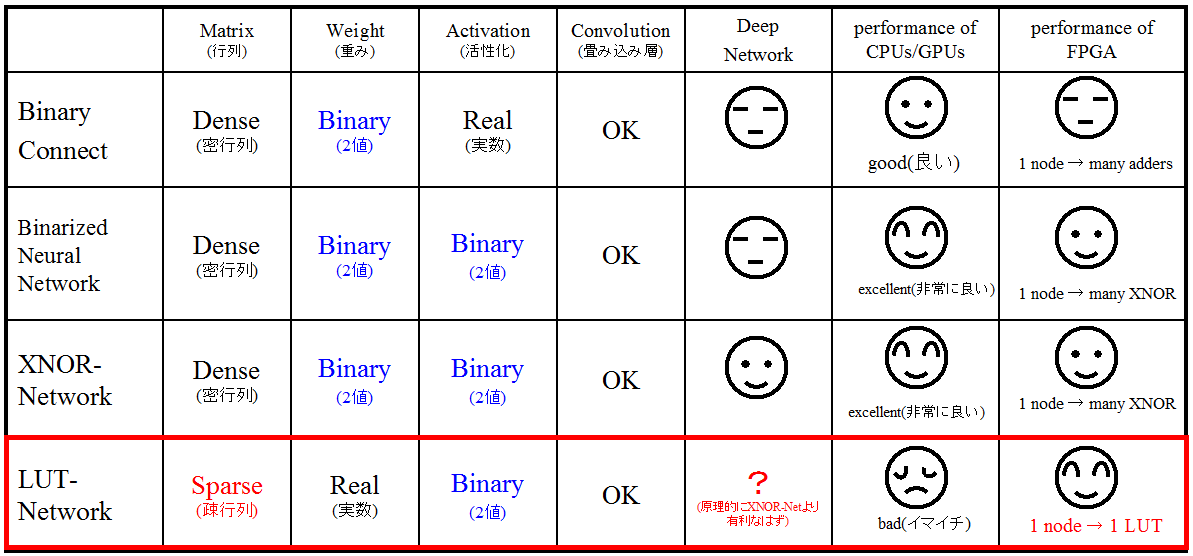 Matrix
(行列)
Weight
(重み)
Activation
(活性化)
Convolution
(畳み込み層)
Deep
Network
performance of
CPUs/GPUs
performance of
FPGA
Binary
Connect
Dense
(密行列)
Binary
(2値)
Real
(実数)
OK
good(良い)
1 node → many adders
Binarized
Neural
Network
Dense
(密行列)
Binary
(2値)
Binary
(2値)
OK
excellent(非常に良い)
1 node → many XNOR
XNOR-
Network
Dense
(密行列)
Binary
(2値)
Binary
(2値)
OK
excellent(非常に良い)
1 node → many XNOR
LUT-
Network
Sparse
(疎行列)
Real
(実数)
Binary
(2値)
OK
?
(原理的にXNOR-Netより
有利なはず)
bad(イマイチ)
1 node → 1 LUT